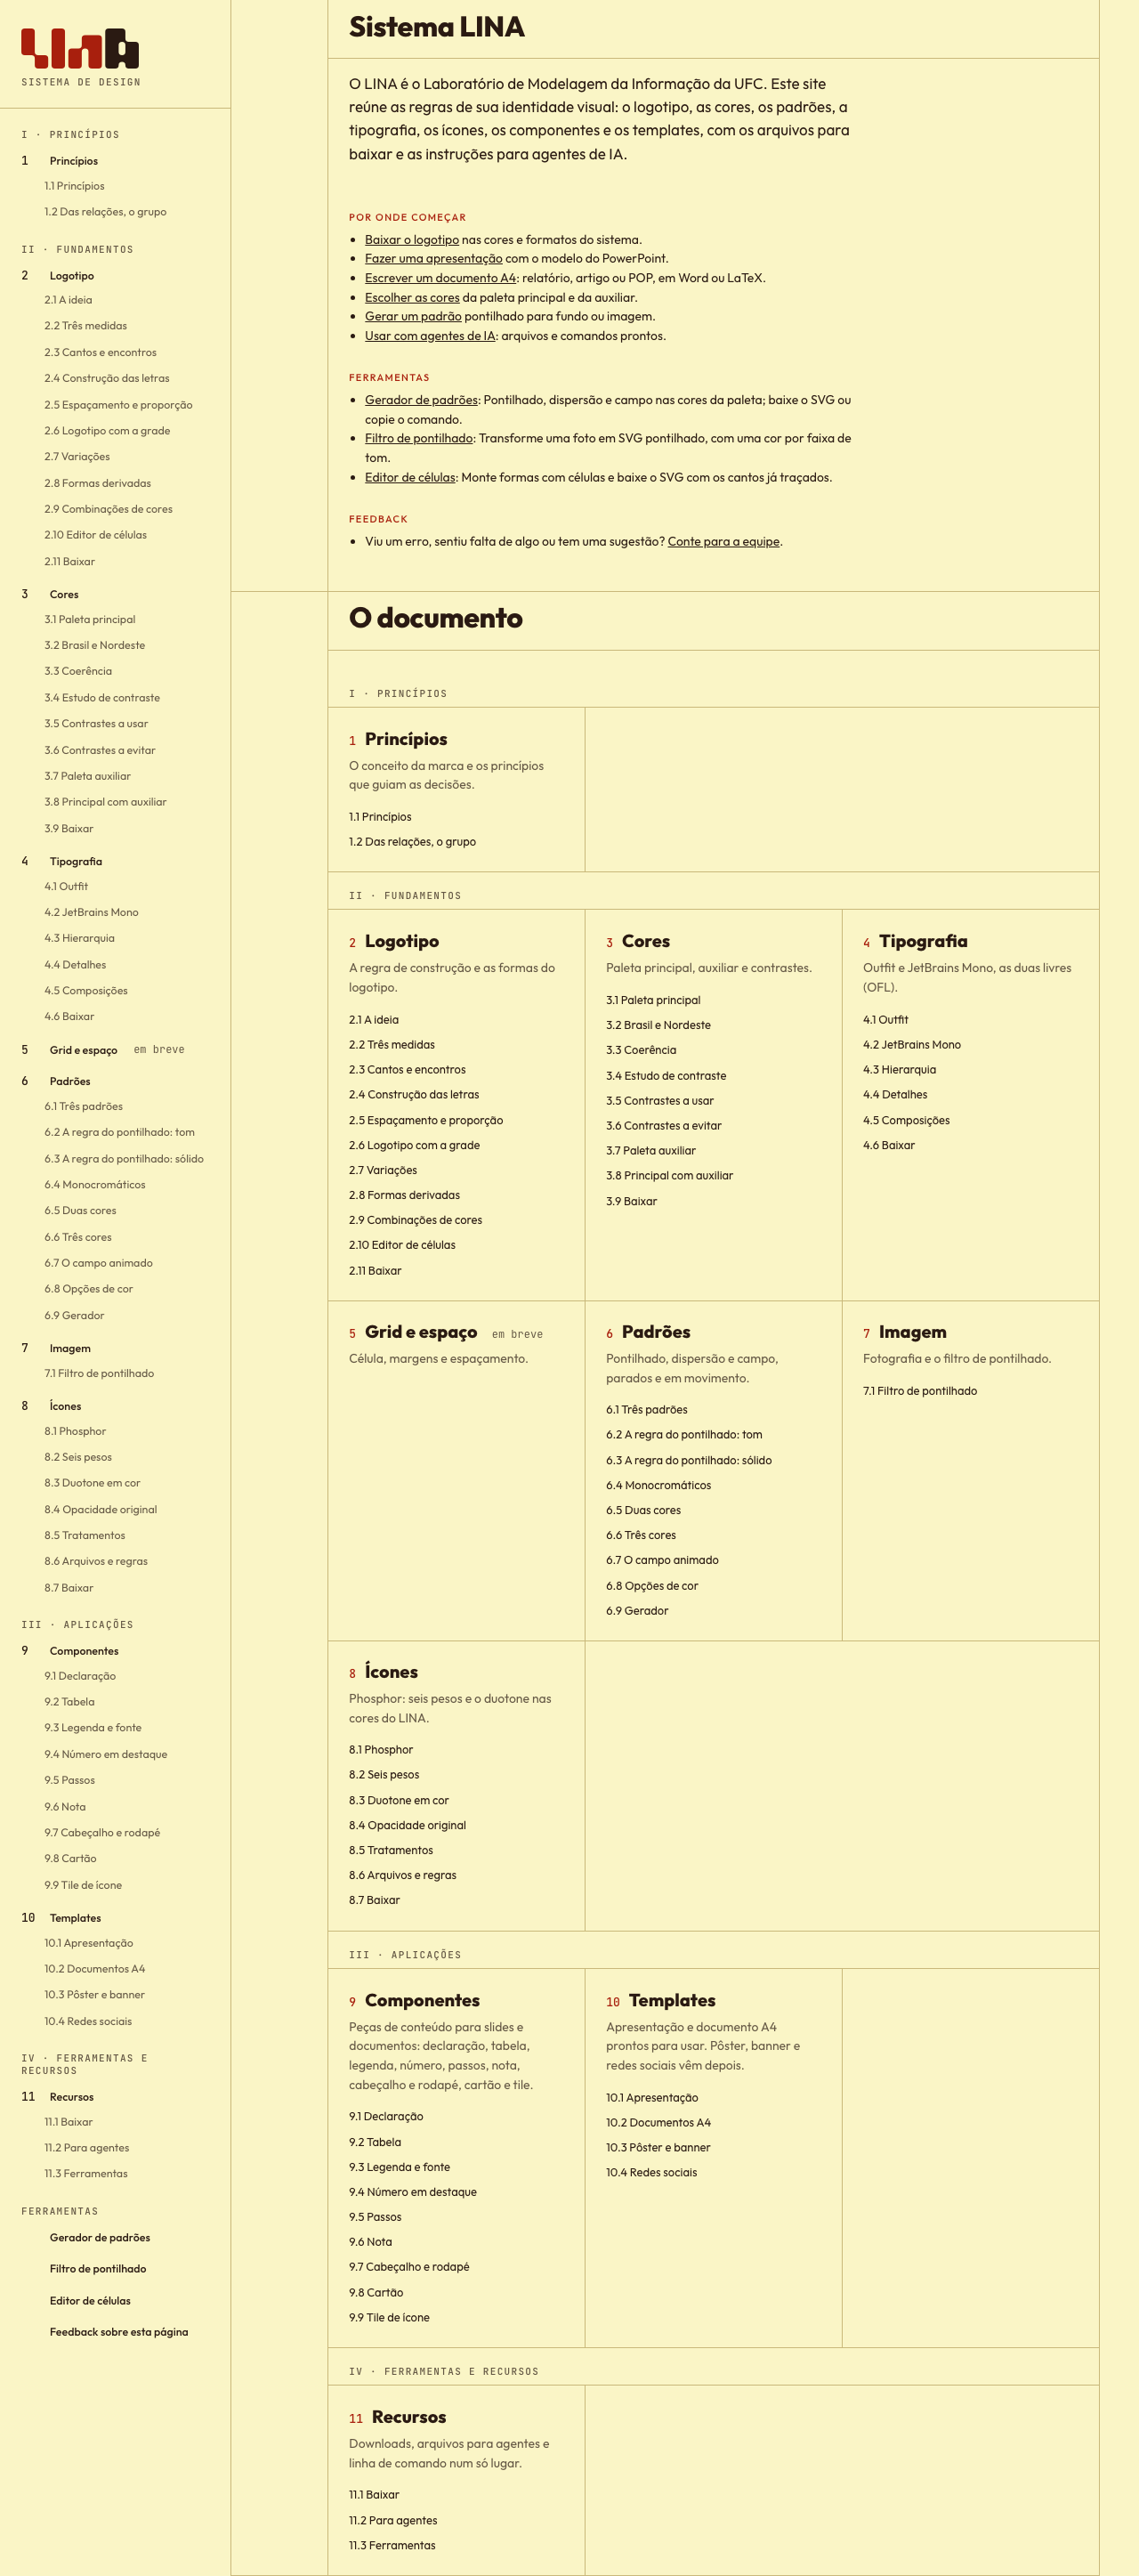 LINA
SISTEMA DE DESIGN
I · PRINCÍPIOS
1 Princípios
1.1 Princípios
1.2 Das relações, o grupo
II · FUNDAMENTOS
2 Logotipo
2.1 A ideia
2.2 Três medidas
2.3 Cantos e encontros
2.4 Construção das letras
2.5 Espaçamento e proporção
2.6 Logotipo com a grade
2.7 Variações
2.8 Formas derivadas
2.9 Combinações de cores
2.10 Editor de células
2.11 Baixar
3 Cores
3.1 Paleta principal
3.2 Brasil e Nordeste
3.3 Coerência
3.4 Estudo de contraste
3.5 Contrastes a usar
3.6 Contrastes a evitar
3.7 Paleta auxiliar
3.8 Principal com auxiliar
3.9 Baixar
4 Tipografia
4.1 Outfit
4.2 JetBrains Mono
4.3 Hierarquia
4.4 Detalhes
4.5 Composições
4.6 Baixar
5 Grid e espaço em breve
6 Padrões
6.1 Três padrões
6.2 A regra do pontilhado: tom
6.3 A regra do pontilhado: sólido
6.4 Monocromáticos
6.5 Duas cores
6.6 Três cores
6.7 O campo animado
6.8 Opções de cor
6.9 Gerador
7 Imagem
7.1 Filtro de pontilhado
8 Ícones
8.1 Phosphor
8.2 Seis pesos
8.3 Duotone em cor
8.4 Opacidade original
8.5 Tratamentos
8.6 Arquivos e regras
8.7 Baixar
III · APLICAÇÕES
9 Componentes
9.1 Declaração
9.2 Tabela
9.3 Legenda e fonte
9.4 Número em destaque
9.5 Passos
9.6 Nota
9.7 Cabeçalho e rodapé
9.8 Cartão
9.9 Tile de ícone
10 Templates
10.1 Apresentação
10.2 Documentos A4
10.3 Pôster e banner
10.4 Redes sociais
IV · FERRAMENTAS E
RECURSOS
11 Recursos
11.1 Baixar
11.2 Para agentes
11.3 Ferramentas
FERRAMENTAS
Gerador de padrões
Filtro de pontilhado
Editor de células
Feedback sobre esta página
Sistema LINA
O LINA é o Laboratório de Modelagem da Informação da UFC. Este site
reúne as regras de sua identidade visual: o logotipo, as cores, os padrões, a
tipografia, os ícones, os componentes e os templates, com os arquivos para
baixar e as instruções para agentes de IA.
POR ONDE COMEÇAR
• Baixar o logotipo nas cores e formatos do sistema.
• Fazer uma apresentação com o modelo do PowerPoint.
• Escrever um documento A4: relatório, artigo ou POP, em Word ou LaTeX.
• Escolher as cores da paleta principal e da auxiliar.
• Gerar um padrão pontilhado para fundo ou imagem.
• Usar com agentes de IA: arquivos e comandos prontos.
FERRAMENTAS
• Gerador de padrões: Pontilhado, dispersão e campo nas cores da paleta; baixe o SVG ou
copie o comando.
• Filtro de pontilhado: Transforme uma foto em SVG pontilhado, com uma cor por faixa de
tom.
• Editor de células: Monte formas com células e baixe o SVG com os cantos já traçados.
FEEDBACK
• Viu um erro, sentiu falta de algo ou tem uma sugestão? Conte para a equipe.
O documento
I · PRINCÍPIOS
1 Princípios
O conceito da marca e os princípios
que guiam as decisões.
1.1 Princípios
1.2 Das relações, o grupo
II · FUNDAMENTOS
2 Logotipo
A regra de construção e as formas do
logotipo.
2.1 A ideia
2.2 Três medidas
2.3 Cantos e encontros
2.4 Construção das letras
2.5 Espaçamento e proporção
2.6 Logotipo com a grade
2.7 Variações
2.8 Formas derivadas
2.9 Combinações de cores
2.10 Editor de células
2.11 Baixar
3 Cores
Paleta principal, auxiliar e contrastes.
3.1 Paleta principal
3.2 Brasil e Nordeste
3.3 Coerência
3.4 Estudo de contraste
3.5 Contrastes a usar
3.6 Contrastes a evitar
3.7 Paleta auxiliar
3.8 Principal com auxiliar
3.9 Baixar
4 Tipografia
Outfit e JetBrains Mono, as duas livres
(OFL).
4.1 Outfit
4.2 JetBrains Mono
4.3 Hierarquia
4.4 Detalhes
4.5 Composições
4.6 Baixar
5 Grid e espaço em breve
Célula, margens e espaçamento.
6 Padrões
Pontilhado, dispersão e campo,
parados e em movimento.
6.1 Três padrões
6.2 A regra do pontilhado: tom
6.3 A regra do pontilhado: sólido
6.4 Monocromáticos
6.5 Duas cores
6.6 Três cores
6.7 O campo animado
6.8 Opções de cor
6.9 Gerador
7 Imagem
Fotografia e o filtro de pontilhado.
7.1 Filtro de pontilhado
8 Ícones
Phosphor: seis pesos e o duotone nas
cores do LINA.
8.1 Phosphor
8.2 Seis pesos
8.3 Duotone em cor
8.4 Opacidade original
8.5 Tratamentos
8.6 Arquivos e regras
8.7 Baixar
III · APLICAÇÕES
9 Componentes
Peças de conteúdo para slides e
documentos: declaração, tabela,
legenda, número, passos, nota,
cabeçalho e rodapé, cartão e tile.
9.1 Declaração
9.2 Tabela
9.3 Legenda e fonte
9.4 Número em destaque
9.5 Passos
9.6 Nota
9.7 Cabeçalho e rodapé
9.8 Cartão
9.9 Tile de ícone
10 Templates
Apresentação e documento A4
prontos para usar. Pôster, banner e
redes sociais vêm depois.
10.1 Apresentação
10.2 Documentos A4
10.3 Pôster e banner
10.4 Redes sociais
IV · FERRAMENTAS E RECURSOS
11 Recursos
Downloads, arquivos para agentes e
linha de comando num só lugar.
11.1 Baixar
11.2 Para agentes
11.3 Ferramentas